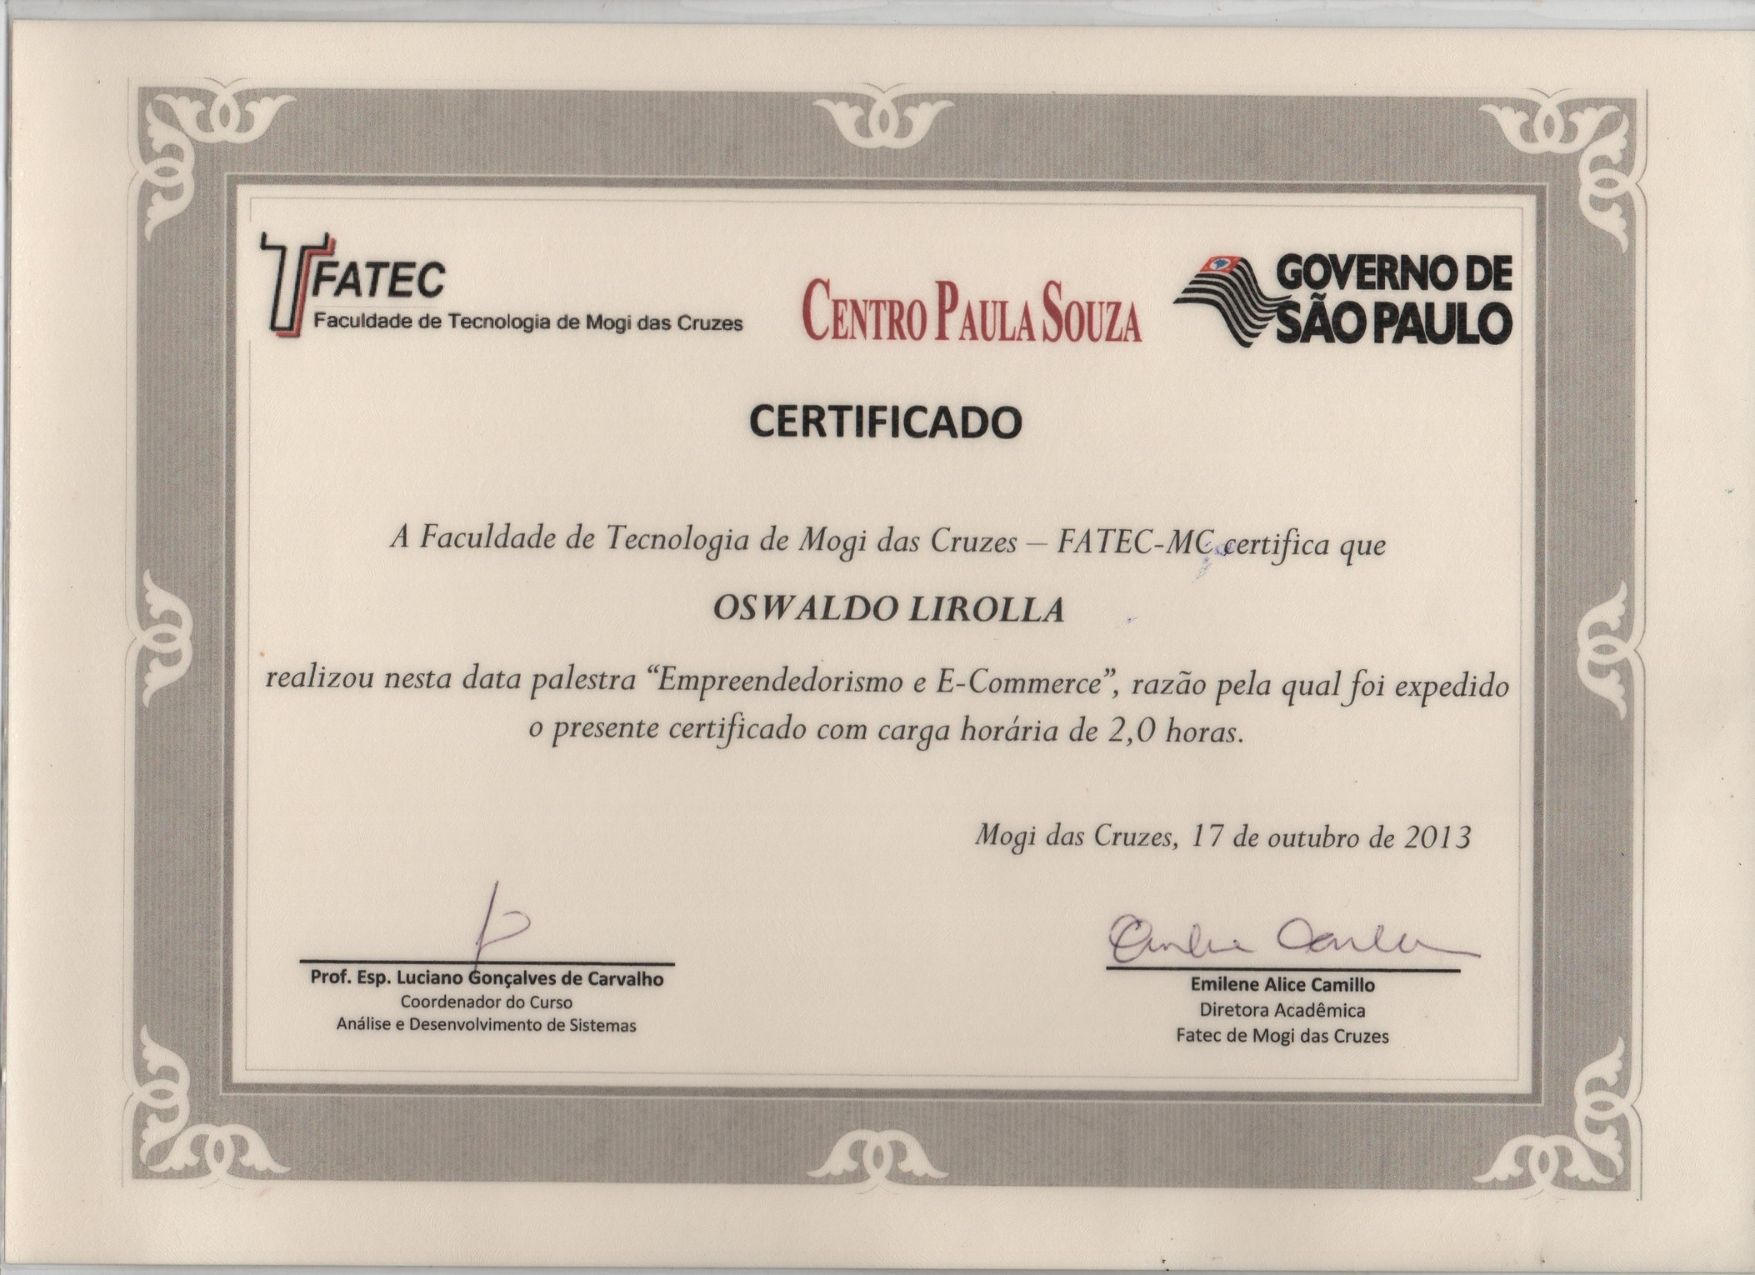 FATEC
Faculdade de Tecnologia de Mogi das Cruzes
CENTRO PAULA SOUZA
GOVERNO DE
SÃO PAULO
CERTIFICADO
A Faculdade de Tecnologia de Mogi das Cruzes – FATEC-MC certifica que
OSWALDO LIROLLA
realizou nesta data palestra “Empreendedorismo e E-Commerce”, razão pela qual foi expedido
o presente certificado com carga horária de 2,0 horas.
Mogi das Cruzes, 17 de outubro de 2013
Prof. Esp. Luciano Gonçalves de Carvalho
Coordenador do Curso
Análise e Desenvolvimento de Sistemas
Emilene Alice Camillo
Diretora Acadêmica
Fatec de Mogi das Cruzes